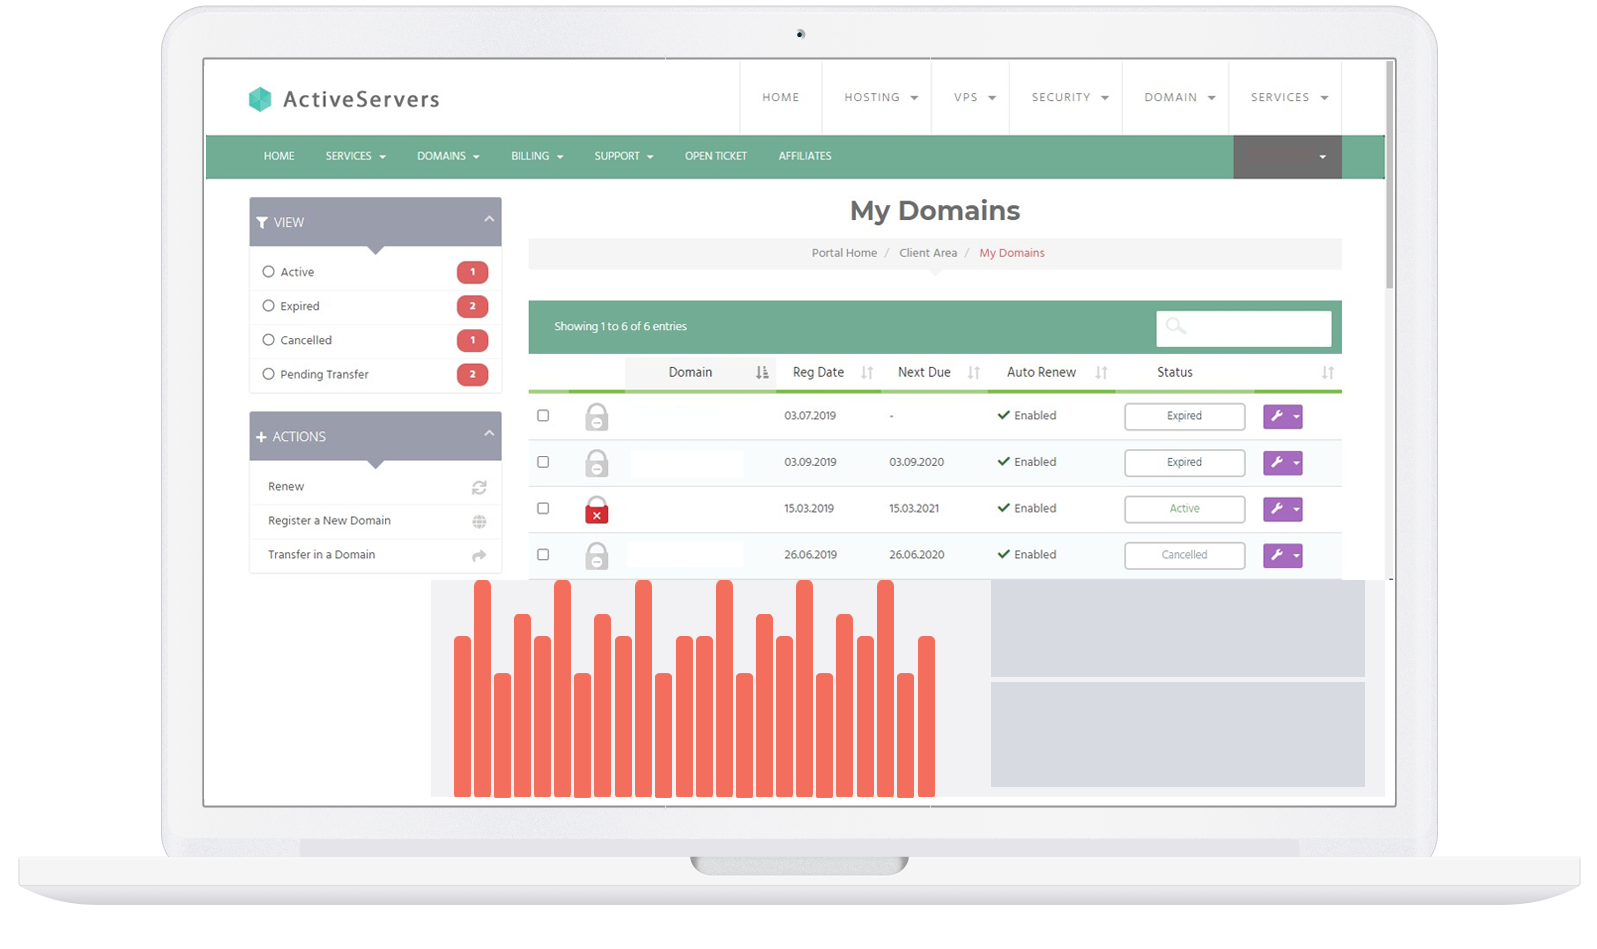 ActiveServers
HOME HOSTING VPS SECURITY DOMAIN SERVICES
HOME SERVICES DOMAINS BILLING SUPPORT OPEN TICKET AFFILIATES
VIEW
Active 1
Expired 2
Cancelled 1
Pending Transfer 2
ACTIONS
Renew
Register a New Domain
Transfer in a Domain
My Domains
Portal Home / Client Area / My Domains
Showing 1 to 6 of 6 entries
Domain Reg Date Next Due Auto Renew Status
03.07.2019 - Enabled Expired
03.09.2019 03.09.2020 Enabled Expired
15.03.2019 15.03.2021 Enabled Active
26.06.2019 26.06.2020 Enabled Cancelled